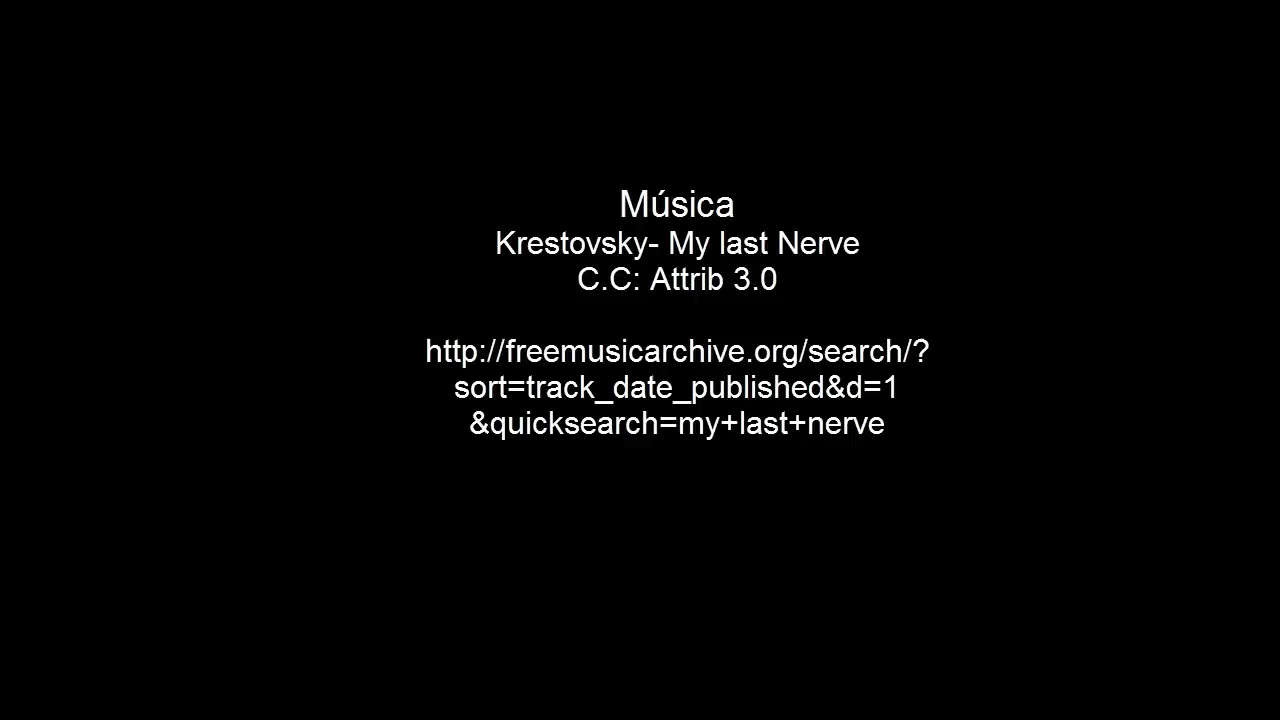 Música
Krestovsky- My last Nerve
C.C: Attrib 3.0
http://freemusicarchive.org/search/?
sort=track_date_published&d=1
&quicksearch=my+last+nerve